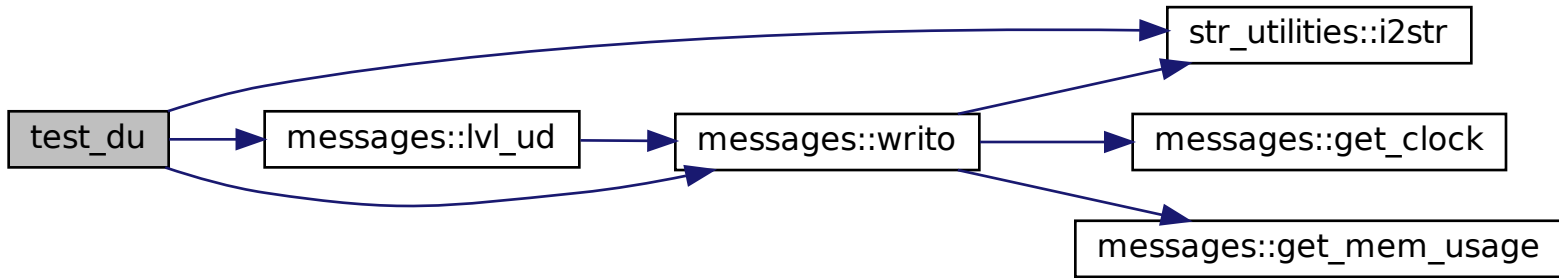 test_du
messages::lvl_ud
messages::writo
str_utilities::i2str
messages::get_clock
messages::get_mem_usage